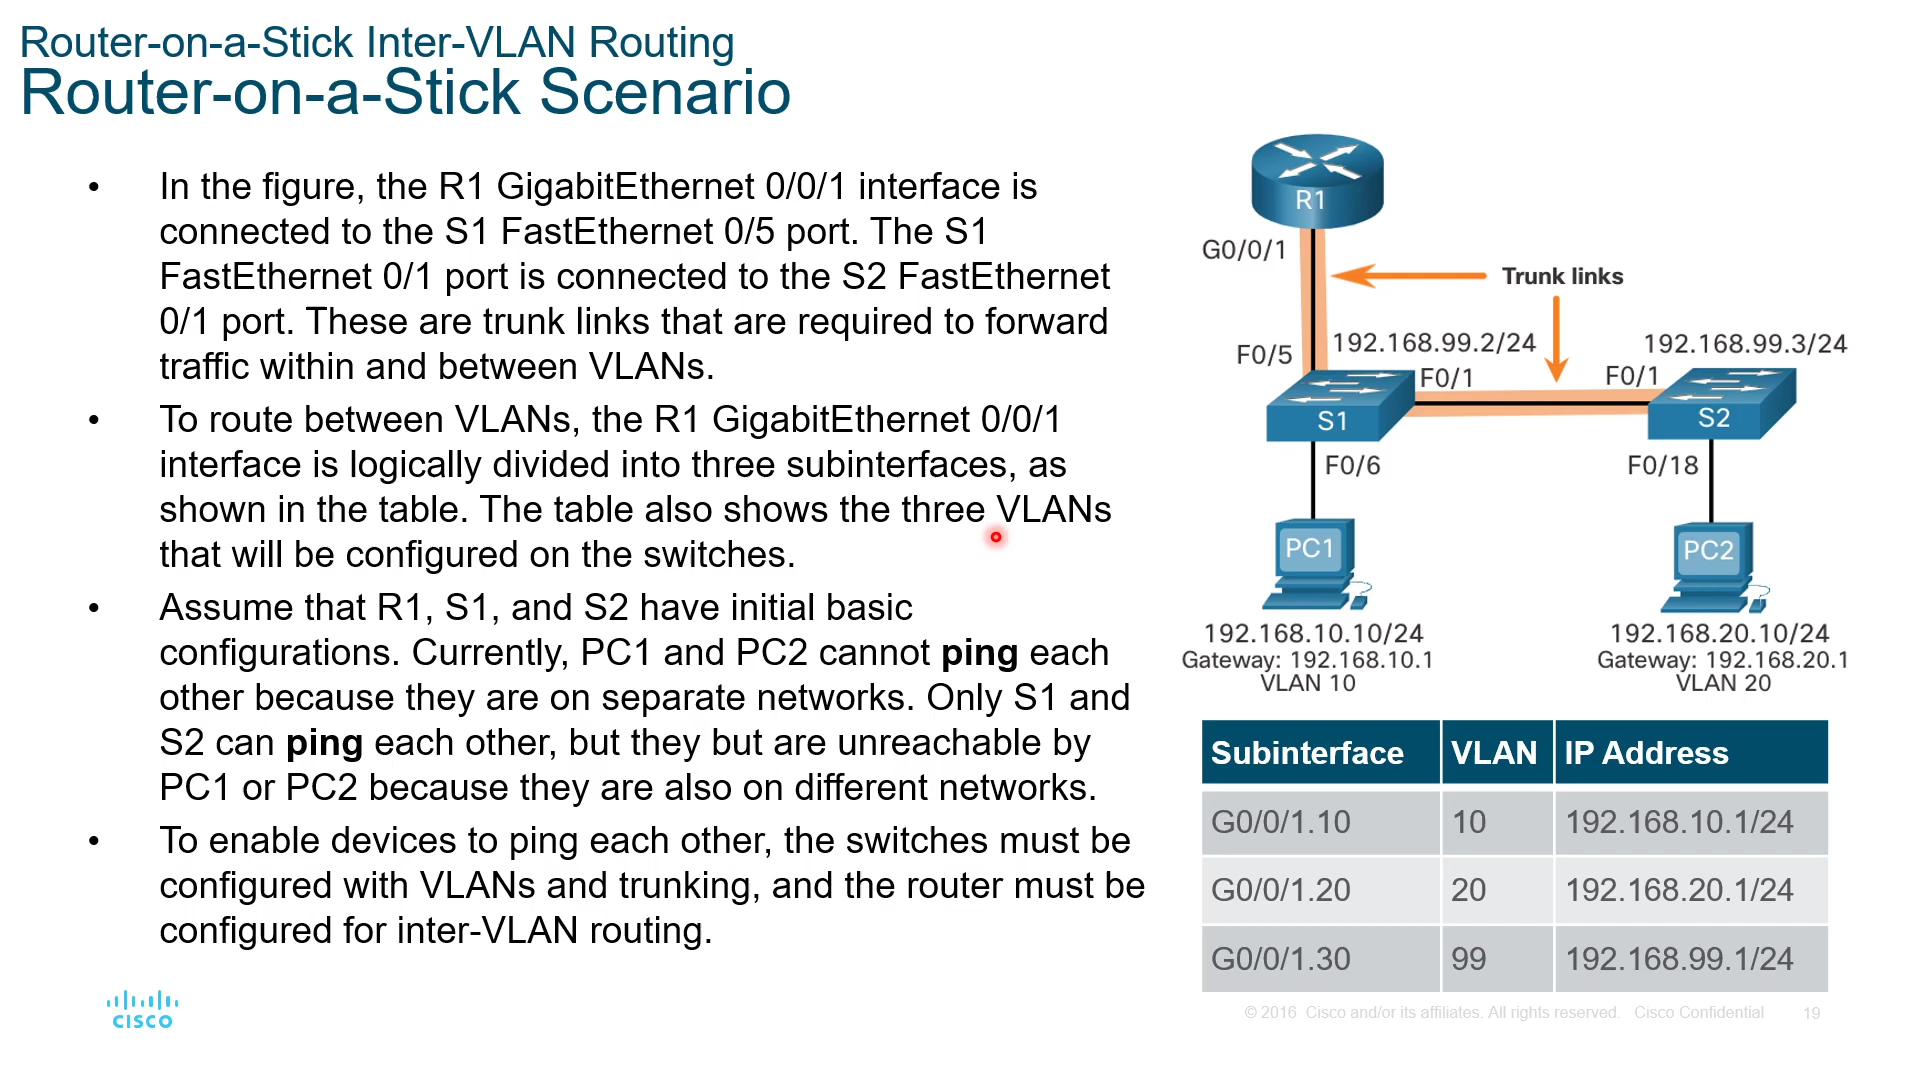 Router-on-a-Stick Inter-VLAN Routing
Router-on-a-Stick Scenario
• In the figure, the R1 GigabitEthernet 0/0/1 interface is
connected to the S1 FastEthernet 0/5 port. The S1
FastEthernet 0/1 port is connected to the S2 FastEthernet
0/1 port. These are trunk links that are required to forward
traffic within and between VLANs.
• To route between VLANs, the R1 GigabitEthernet 0/0/1
interface is logically divided into three subinterfaces, as
shown in the table. The table also shows the three VLANs
that will be configured on the switches.
• Assume that R1, S1, and S2 have initial basic
configurations. Currently, PC1 and PC2 cannot ping each
other because they are on separate networks. Only S1 and
S2 can ping each other, but they but are unreachable by
PC1 or PC2 because they are also on different networks.
• To enable devices to ping each other, the switches must be
configured with VLANs and trunking, and the router must be
configured for inter-VLAN routing.
R1
G0/0/1
Trunk links
F0/5
192.168.99.2/24
192.168.99.3/24
F0/1
F0/1
S1
S2
F0/6
F0/18
PC1
PC2
192.168.10.10/24
Gateway: 192.168.10.1
VLAN 10
192.168.20.10/24
Gateway: 192.168.20.1
VLAN 20
Subinterface VLAN IP Address
G0/0/1.10 10 192.168.10.1/24
G0/0/1.20 20 192.168.20.1/24
G0/0/1.30 99 192.168.99.1/24
CISCO
© 2016 Cisco and/or its affiliates. All rights reserved. Cisco Confidential 19